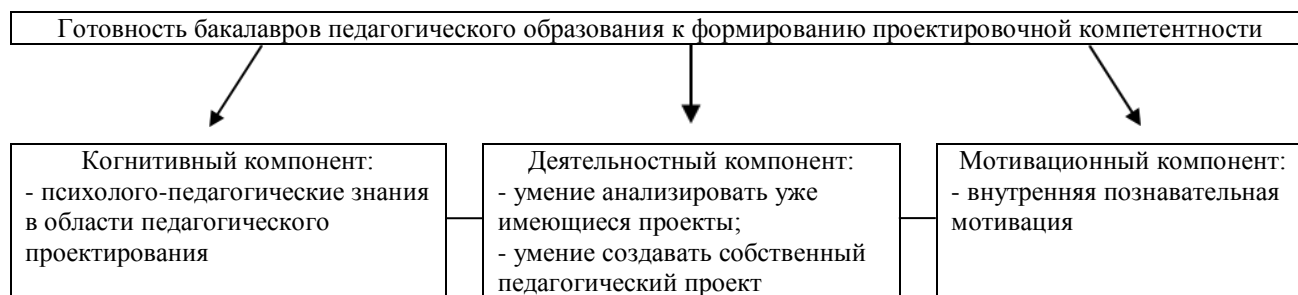 Готовность бакалавров педагогического образования к формированию проектировочной компетентности
Когнитивный компонент:
- психолого-педагогические знания
в области педагогического
проектирования
Деятельностный компонент:
- умение анализировать уже
имеющиеся проекты;
- умение создавать собственный
педагогический проект
Мотивационный компонент:
- внутренняя познавательная
мотивация